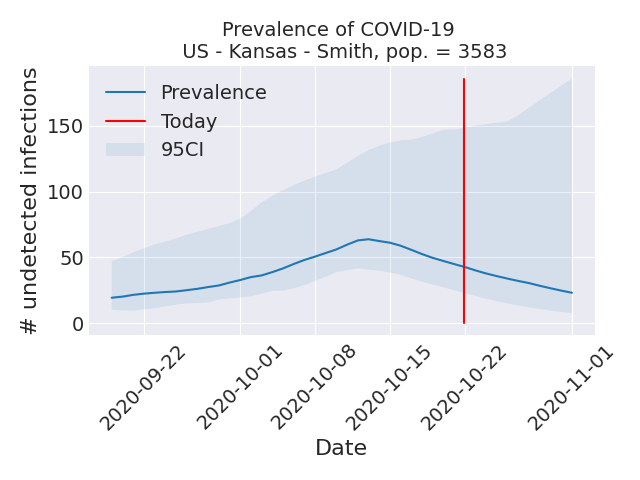 Prevalence of COVID-19
US - Kansas - Smith, pop. = 3583
# undetected infections
150
100
50
0
Prevalence
Today
95CI
2020-09-22
2020-10-01
2020-10-08
2020-10-15
2020-10-22
2020-11-01
Date